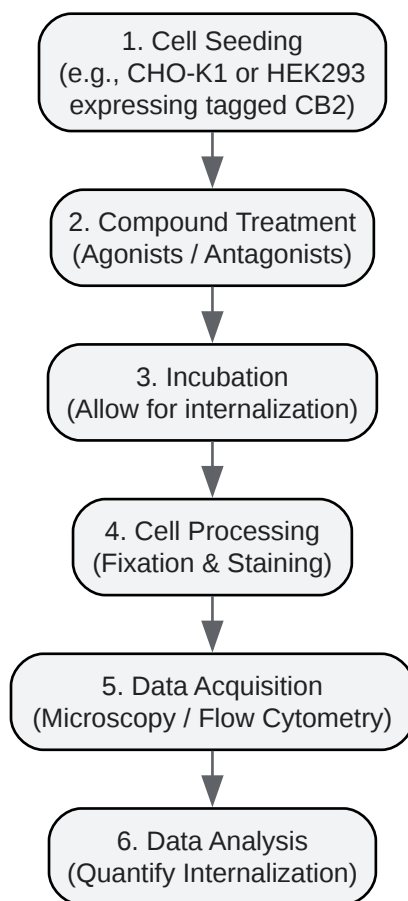 1. Cell Seeding
(e.g., CHO-K1 or HEK293
expressing tagged CB2)
2. Compound Treatment
(Agonists / Antagonists)
3. Incubation
(Allow for internalization)
4. Cell Processing
(Fixation & Staining)
5. Data Acquisition
(Microscopy / Flow Cytometry)
6. Data Analysis
(Quantify Internalization)